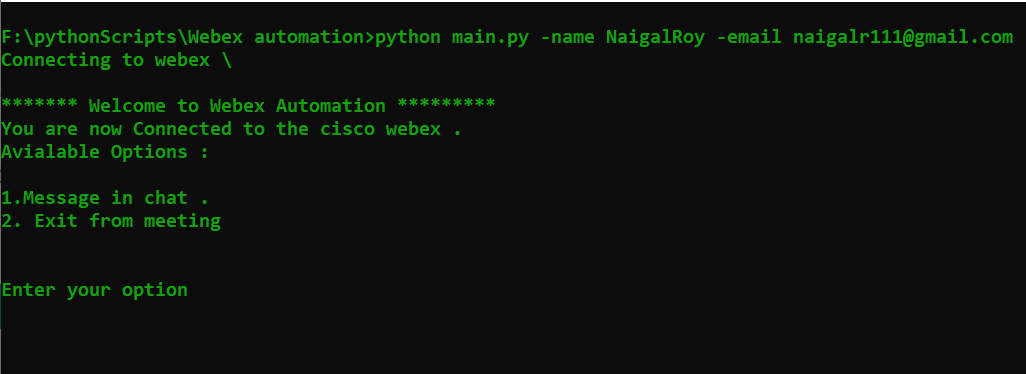 F:\pythonScripts\Webex automation>python main.py -name NaigalRoy -email naigalr111@gmail.com
Connecting to webex \
******* Welcome to Webex Automation *********
You are now Connected to the cisco webex .
Avialable Options :
1.Message in chat .
2. Exit from meeting
Enter your option